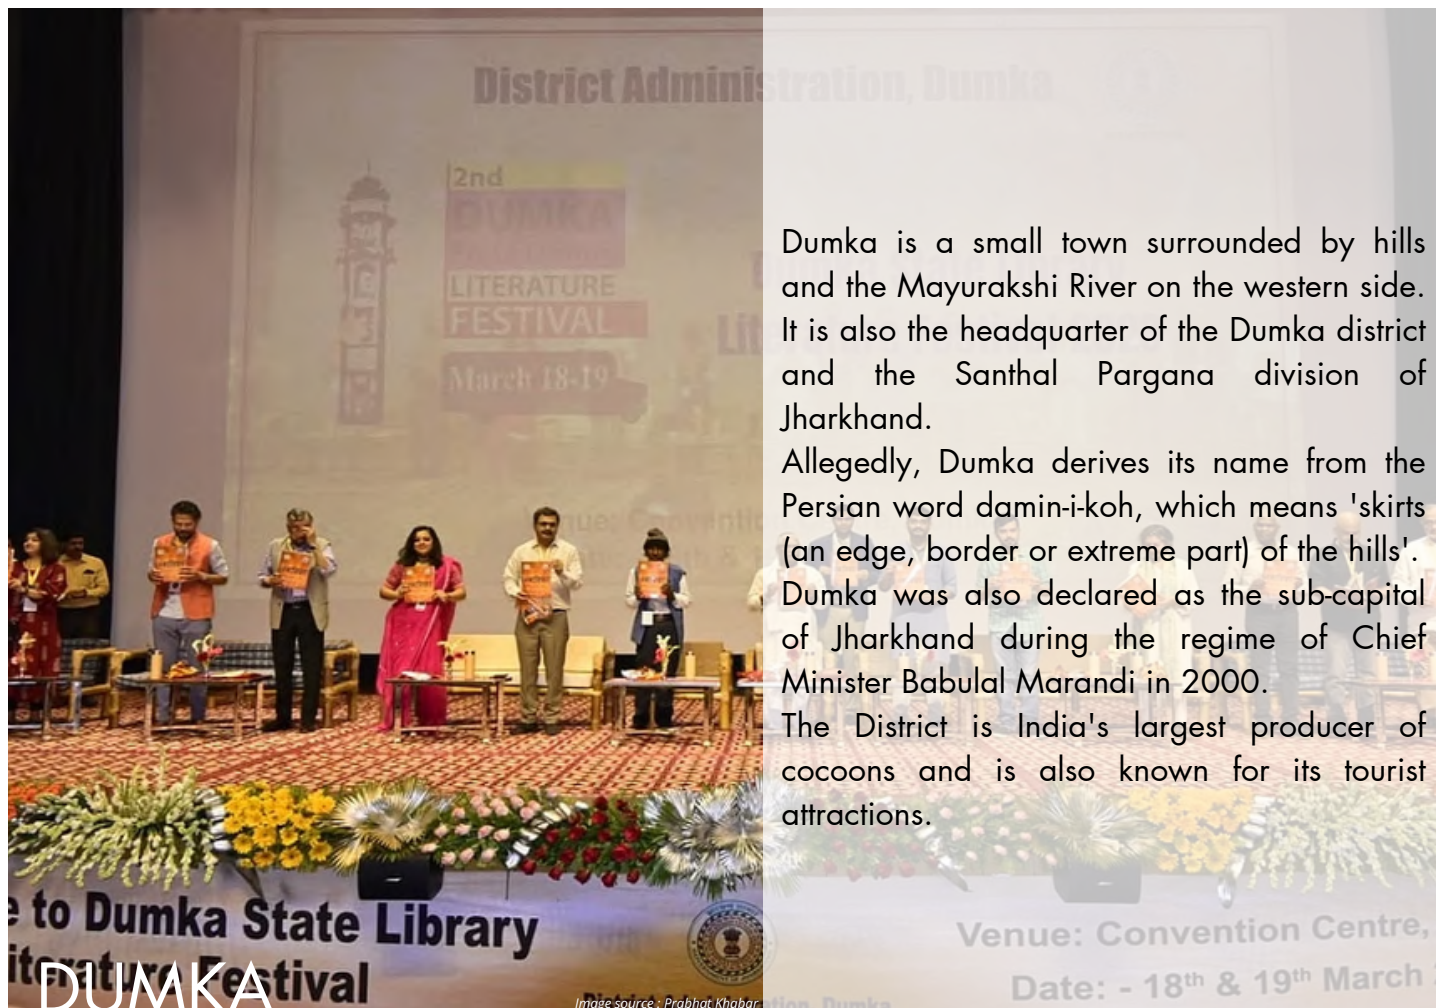 District Administration, Dumka
2nd
DUMKA
LITERATURE
FESTIVAL
March 18-19
Dumka is a small town surrounded by hills
and the Mayurakshi River on the western side.
It is also the headquarter of the Dumka district
and the Santhal Pargana division of
Jharkhand.
Allegedly, Dumka derives its name from the
Persian word damin-i-koh, which means 'skirts
(an edge, border or extreme part) of the hills'.
Dumka was also declared as the sub-capital
of Jharkhand during the regime of Chief
Minister Babulal Marandi in 2000.
The District is India's largest producer of
cocoons and is also known for its tourist
attractions.
e to Dumka State Library
iterature Festival
DUMKA
Image source : Prabhat Khabar
Venue: Convention Centre,
Date: - 18th & 19th March